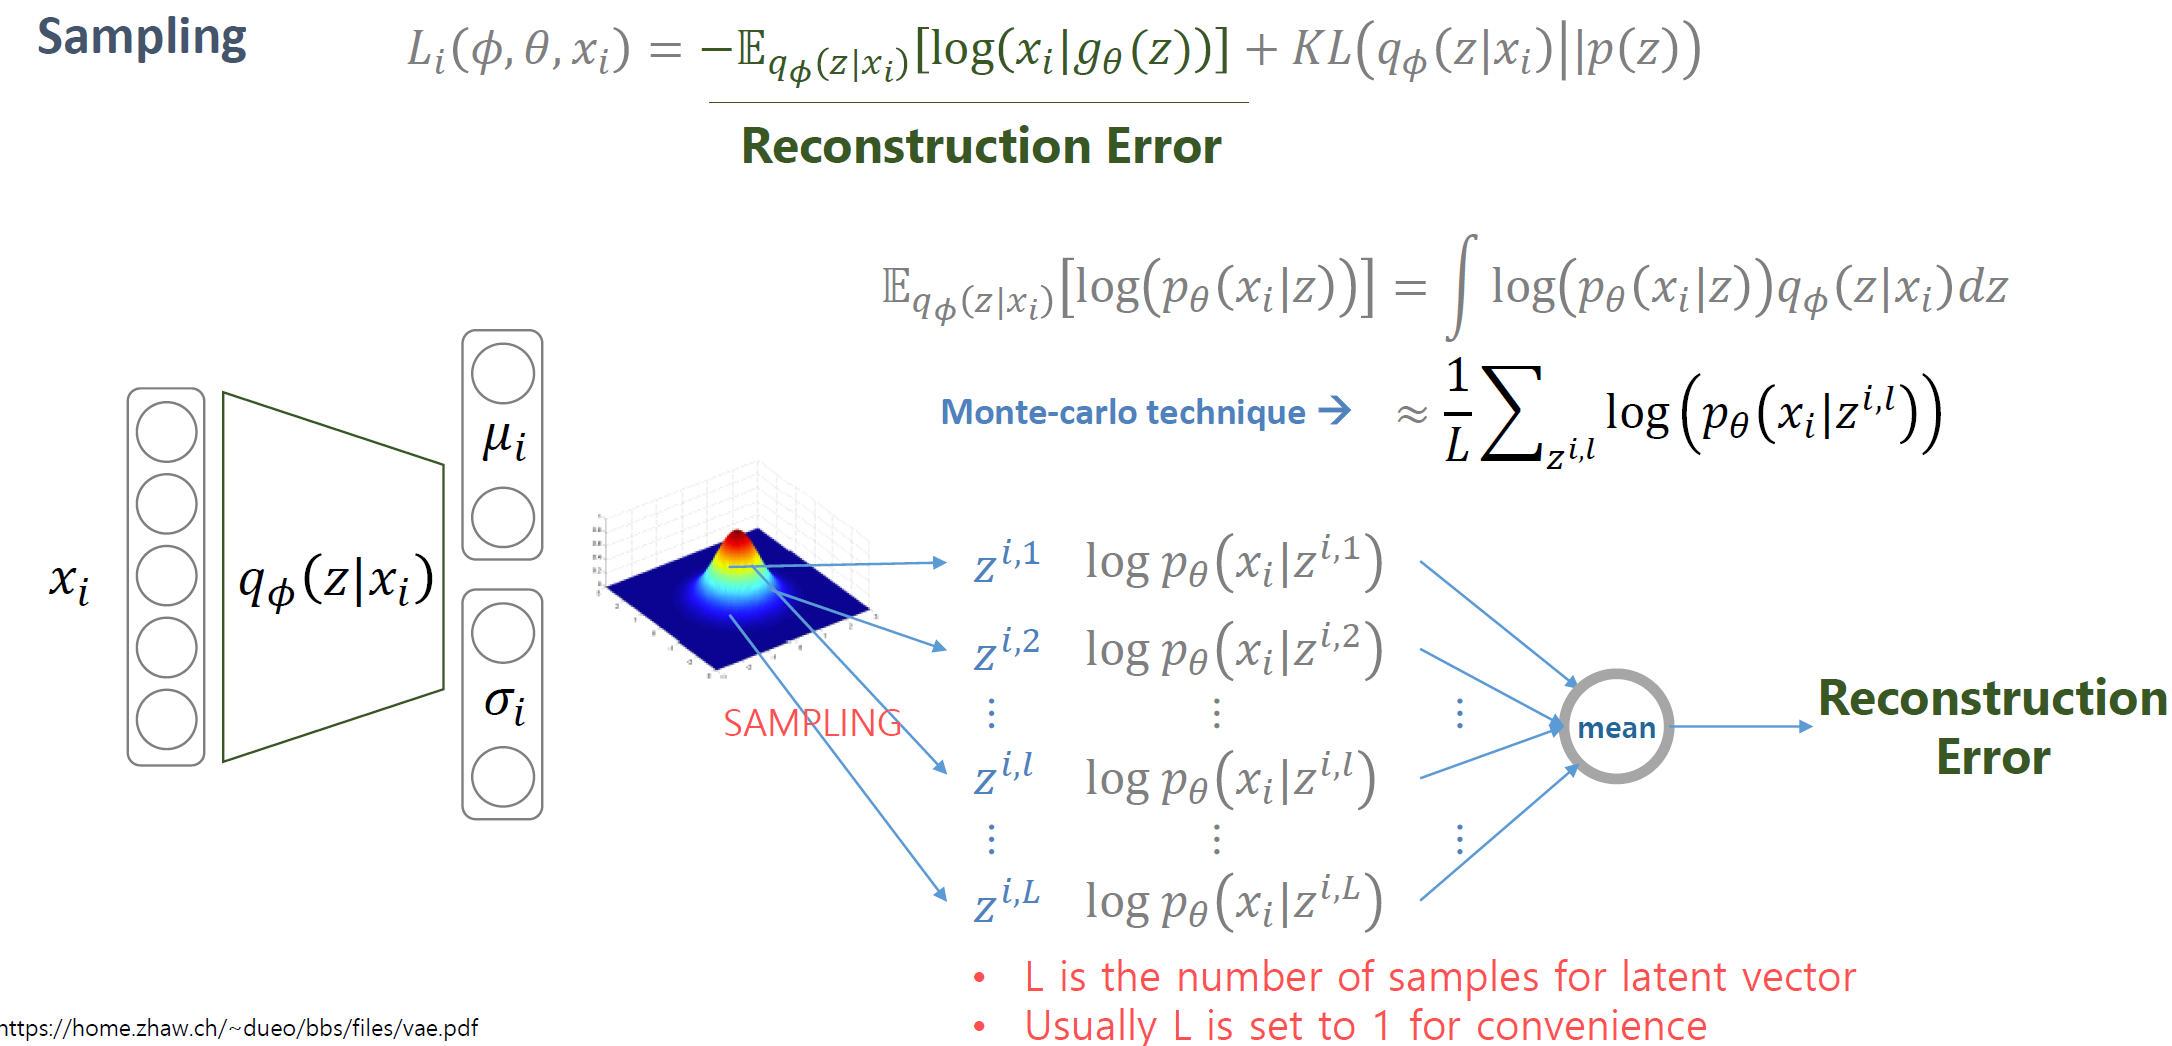 Sampling
L_i(ϕ, θ, x_i) = −𝔼_{q_ϕ(z|x_i)}[log(x_i|g_θ(z))] + KL(q_ϕ(z|x_i)||p(z))
Reconstruction Error
𝔼_{q_ϕ(z|x_i)}[log(p_θ(x_i|z))] = ∫ log(p_θ(x_i|z))q_ϕ(z|x_i)dz
Monte-carlo technique → ≈ 1/L ∑_{z^{i,l}} log(p_θ(x_i|z^{i,l}))
x_i
q_ϕ(z|x_i)
μ_i
σ_i
SAMPLING
z^{i,1} log p_θ(x_i|z^{i,1})
z^{i,2} log p_θ(x_i|z^{i,2})
⋮ ⋮ ⋮
z^{i,l} log p_θ(x_i|z^{i,l})
⋮ ⋮ ⋮
z^{i,L} log p_θ(x_i|z^{i,L})
mean
Reconstruction
Error
• L is the number of samples for latent vector
• Usually L is set to 1 for convenience
https://home.zhaw.ch/~dueo/bbs/files/vae.pdf